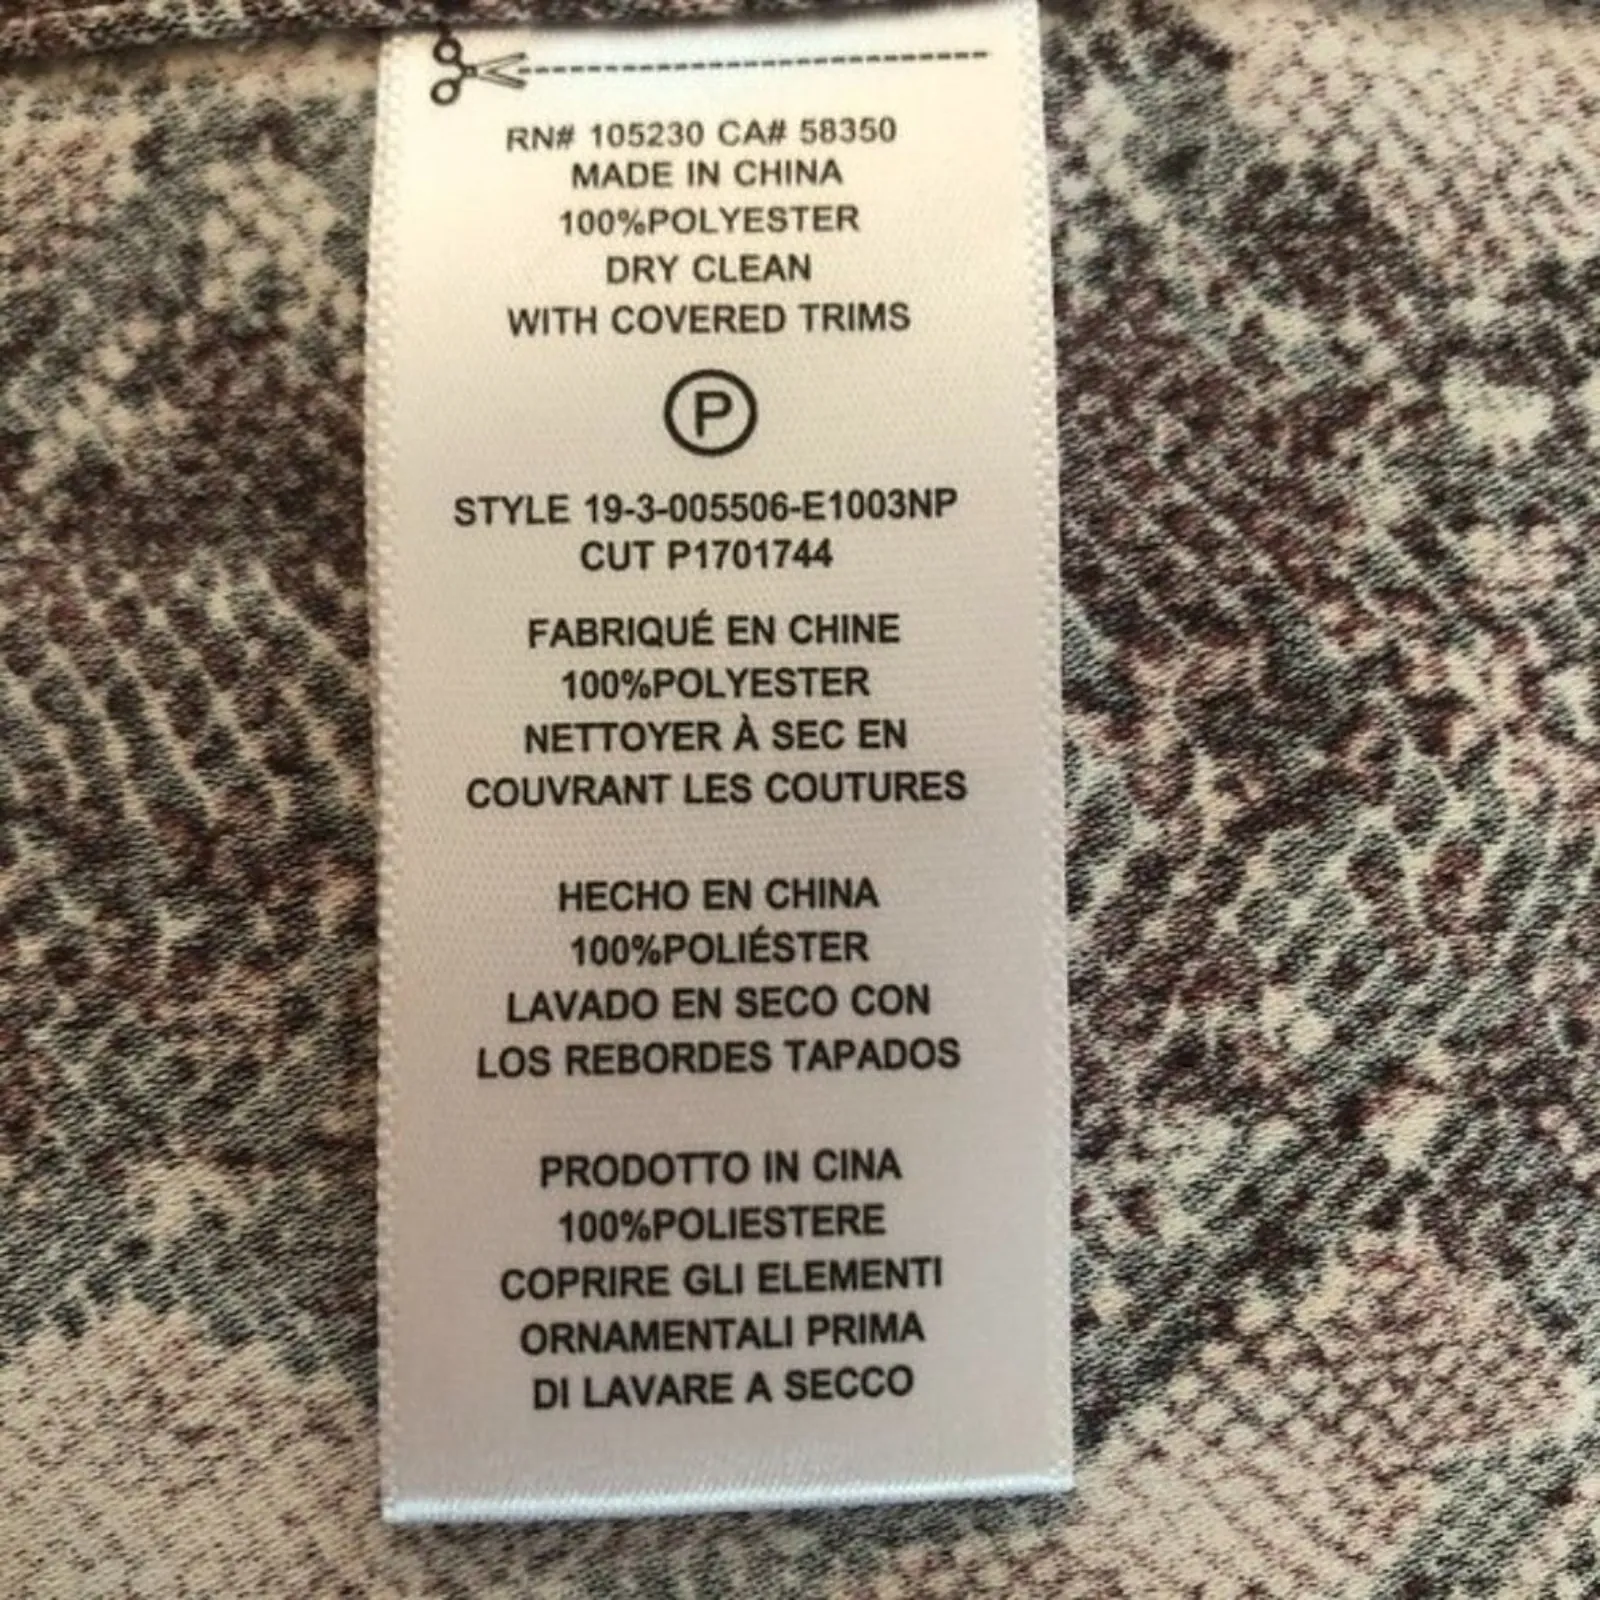 RN# 105230 CA# 58350
MADE IN CHINA
100%POLYESTER
DRY CLEAN
WITH COVERED TRIMS
P
STYLE 19-3-005506-E1003NP
CUT P1701744
FABRIQUÉ EN CHINE
100%POLYESTER
NETTOYER À SEC EN
COUVRANT LES COUTURES
HECHO EN CHINA
100%POLIÉSTER
LAVADO EN SECO CON
LOS REBORDES TAPADOS
PRODOTTO IN CINA
100%POLIESTERE
COPRIRE GLI ELEMENTI
ORNAMENTALI PRIMA
DI LAVARE A SECCO